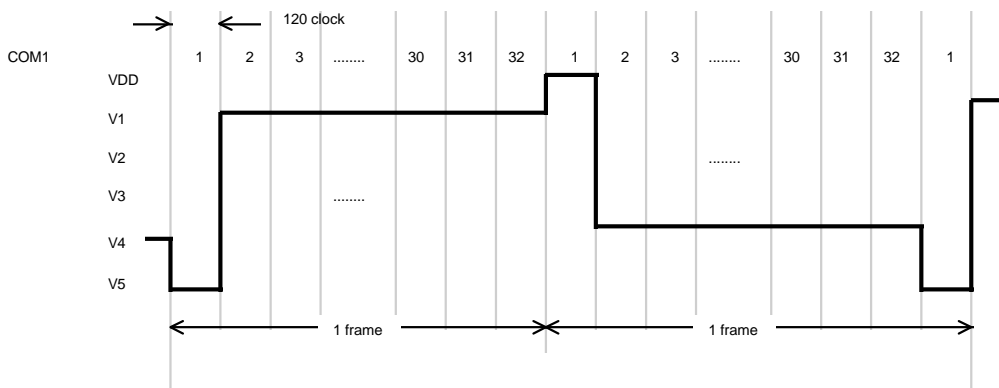 120 clock
COM1 1 2 3 ........ 30 31 32 1 2 3 ........ 30 31 32 1
VDD
V1
V2 ........
V3 ........
V4
V5
1 frame 1 frame